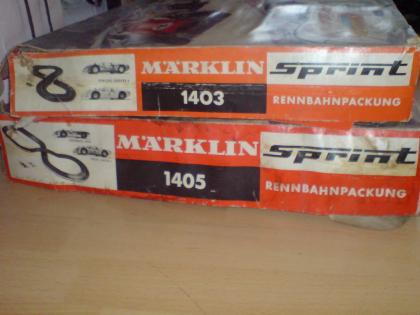 MÄRKLIN Sprint
1403 RENNBAHNPACKUNG
MÄRKLIN Sprint
1405 RENNBAHNPACKUNG